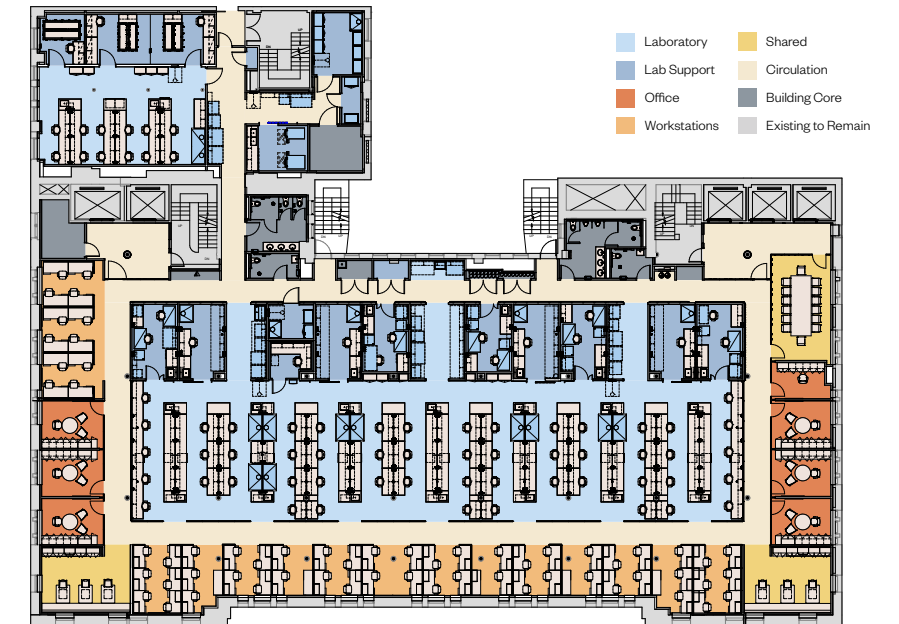 Laboratory
Lab Support
Office
Workstations
Shared
Circulation
Building Core
Existing to Remain